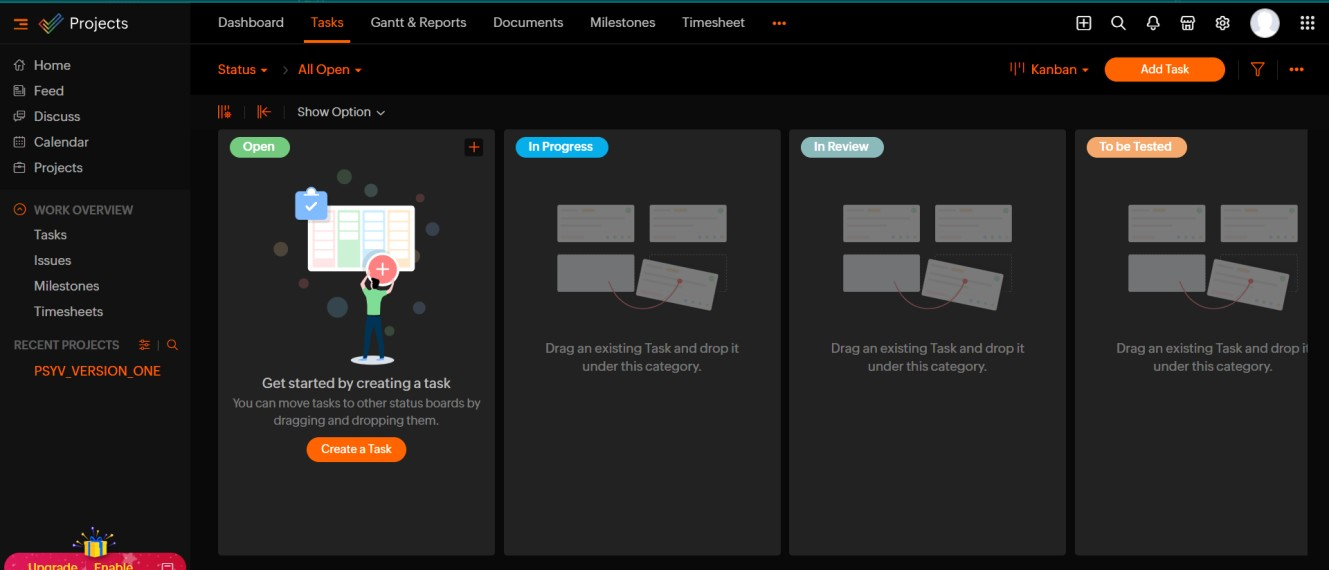 Projects
Dashboard
Tasks
Gantt & Reports
Documents
Milestones
Timesheet
Home
Feed
Discuss
Calendar
Projects
WORK OVERVIEW
Tasks
Issues
Milestones
Timesheets
RECENT PROJECTS
PSYV_VERSION_ONE
Upgrade Enable
Status
All Open
Kanban
Add Task
Show Option
Open
Get started by creating a task
You can move tasks to other status boards by
dragging and dropping them.
Create a Task
In Progress
Drag an existing Task and drop it
under this category.
In Review
Drag an existing Task and drop it
under this category.
To be Tested
Drag an existing Task and drop
under this category.